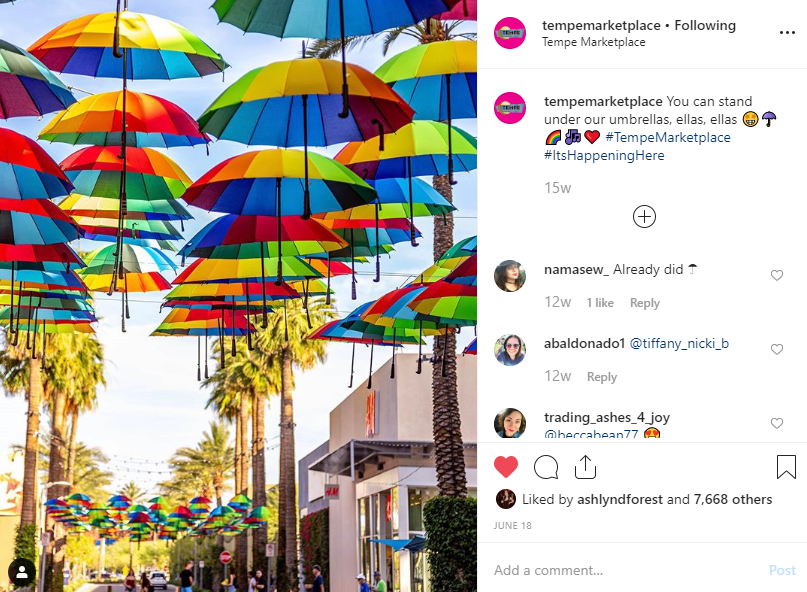 tempemarketplace • Following
Tempe Marketplace
tempemarketplace You can stand
under our umbrellas, ellas, ellas 😁☂️
🌈🎶❤️ #TempeMarketplace
#ItsHappeningHere
15w
namasew_ Already did ☂
12w 1 like Reply
abaldonado1 @tiffany_nicki_b
12w Reply
trading_ashes_4_joy
@beccabean77 😍
Liked by ashlyndforest and 7,668 others
JUNE 18
Add a comment... Post